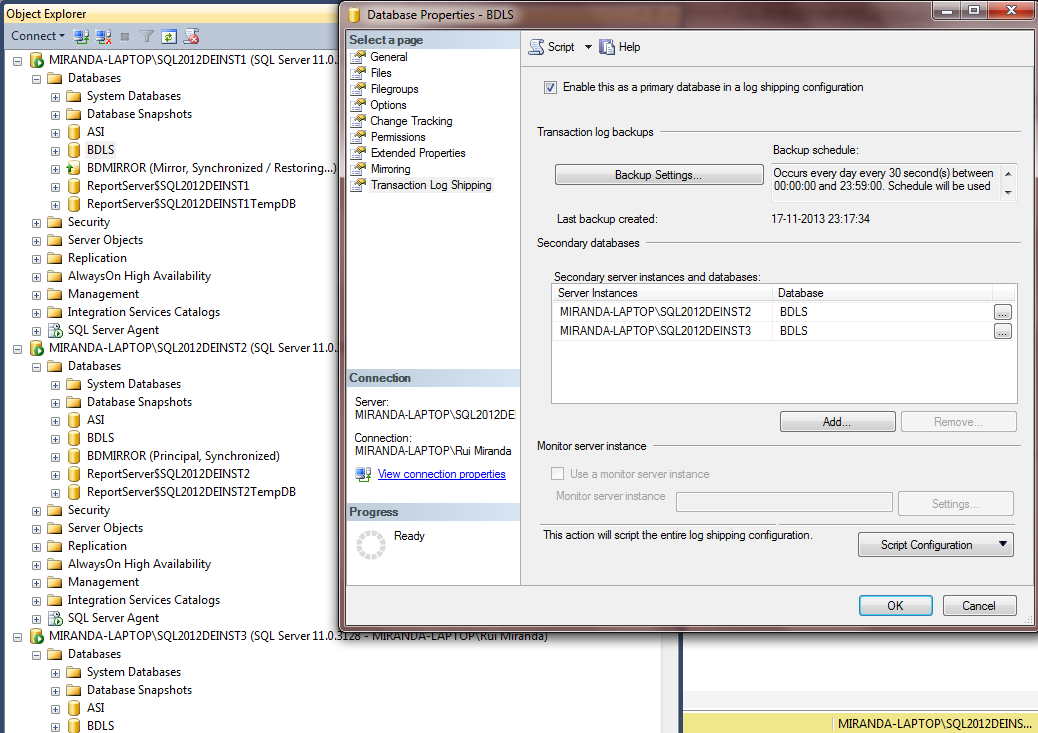 Object Explorer
Connect
MIRANDA-LAPTOP\SQL2012DEINST1 (SQL Server 11.0.
Databases
System Databases
Database Snapshots
ASI
BDLS
BDMIRROR (Mirror, Synchronized / Restoring...)
ReportServer$SQL2012DEINST1
ReportServer$SQL2012DEINST1TempDB
Security
Server Objects
Replication
AlwaysOn High Availability
Management
Integration Services Catalogs
SQL Server Agent
MIRANDA-LAPTOP\SQL2012DEINST2 (SQL Server 11.0.
Databases
System Databases
Database Snapshots
ASI
BDLS
BDMIRROR (Principal, Synchronized)
ReportServer$SQL2012DEINST2
ReportServer$SQL2012DEINST2TempDB
Security
Server Objects
Replication
AlwaysOn High Availability
Management
Integration Services Catalogs
SQL Server Agent
MIRANDA-LAPTOP\SQL2012DEINST3 (SQL Server 11.0.3128 - MIRANDA-LAPTOP\Rui Miranda)
Databases
System Databases
Database Snapshots
ASI
BDLS
Database Properties - BDLS
Select a page
General
Files
Filegroups
Options
Change Tracking
Permissions
Extended Properties
Mirroring
Transaction Log Shipping
Connection
Server:
MIRANDA-LAPTOP\SQL2012DEI
Connection:
MIRANDA-LAPTOP\Rui Miranda
View connection properties
Progress
Ready
Script Help
Enable this as a primary database in a log shipping configuration
Transaction log backups
Backup schedule:
Backup Settings...
Occurs every day every 30 second(s) between
00:00:00 and 23:59:00. Schedule will be used
Last backup created: 17-11-2013 23:17:34
Secondary databases
Secondary server instances and databases:
Server Instances Database
MIRANDA-LAPTOP\SQL2012DEINST2 BDLS ...
MIRANDA-LAPTOP\SQL2012DEINST3 BDLS ...
Add... Remove...
Monitor server instance
Use a monitor server instance
Monitor server instance Settings...
This action will script the entire log shipping configuration.
Script Configuration
OK Cancel
MIRANDA-LAPTOP\SQL2012DEINS...